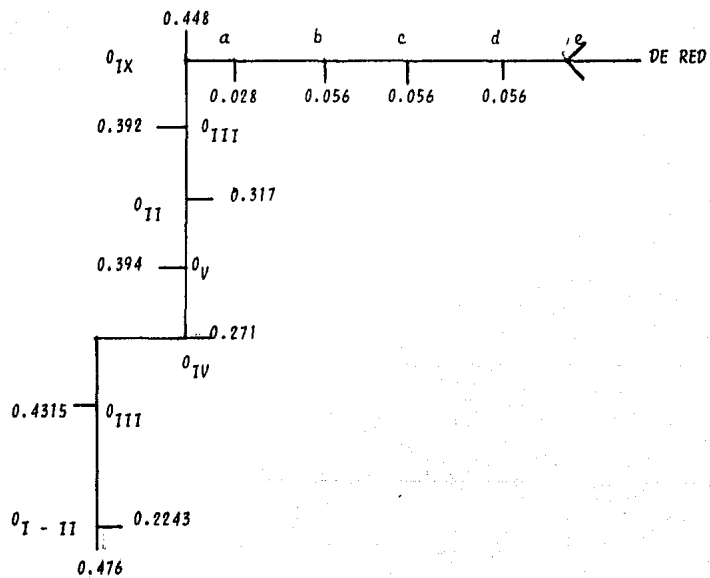 0.448
a b c d e
O IX DE RED
0.028 0.056 0.056 0.056
0.392 O III
O II 0.317
0.394 O V
0.271
O IV
0.4315 O III
O I - II 0.2243
0.476